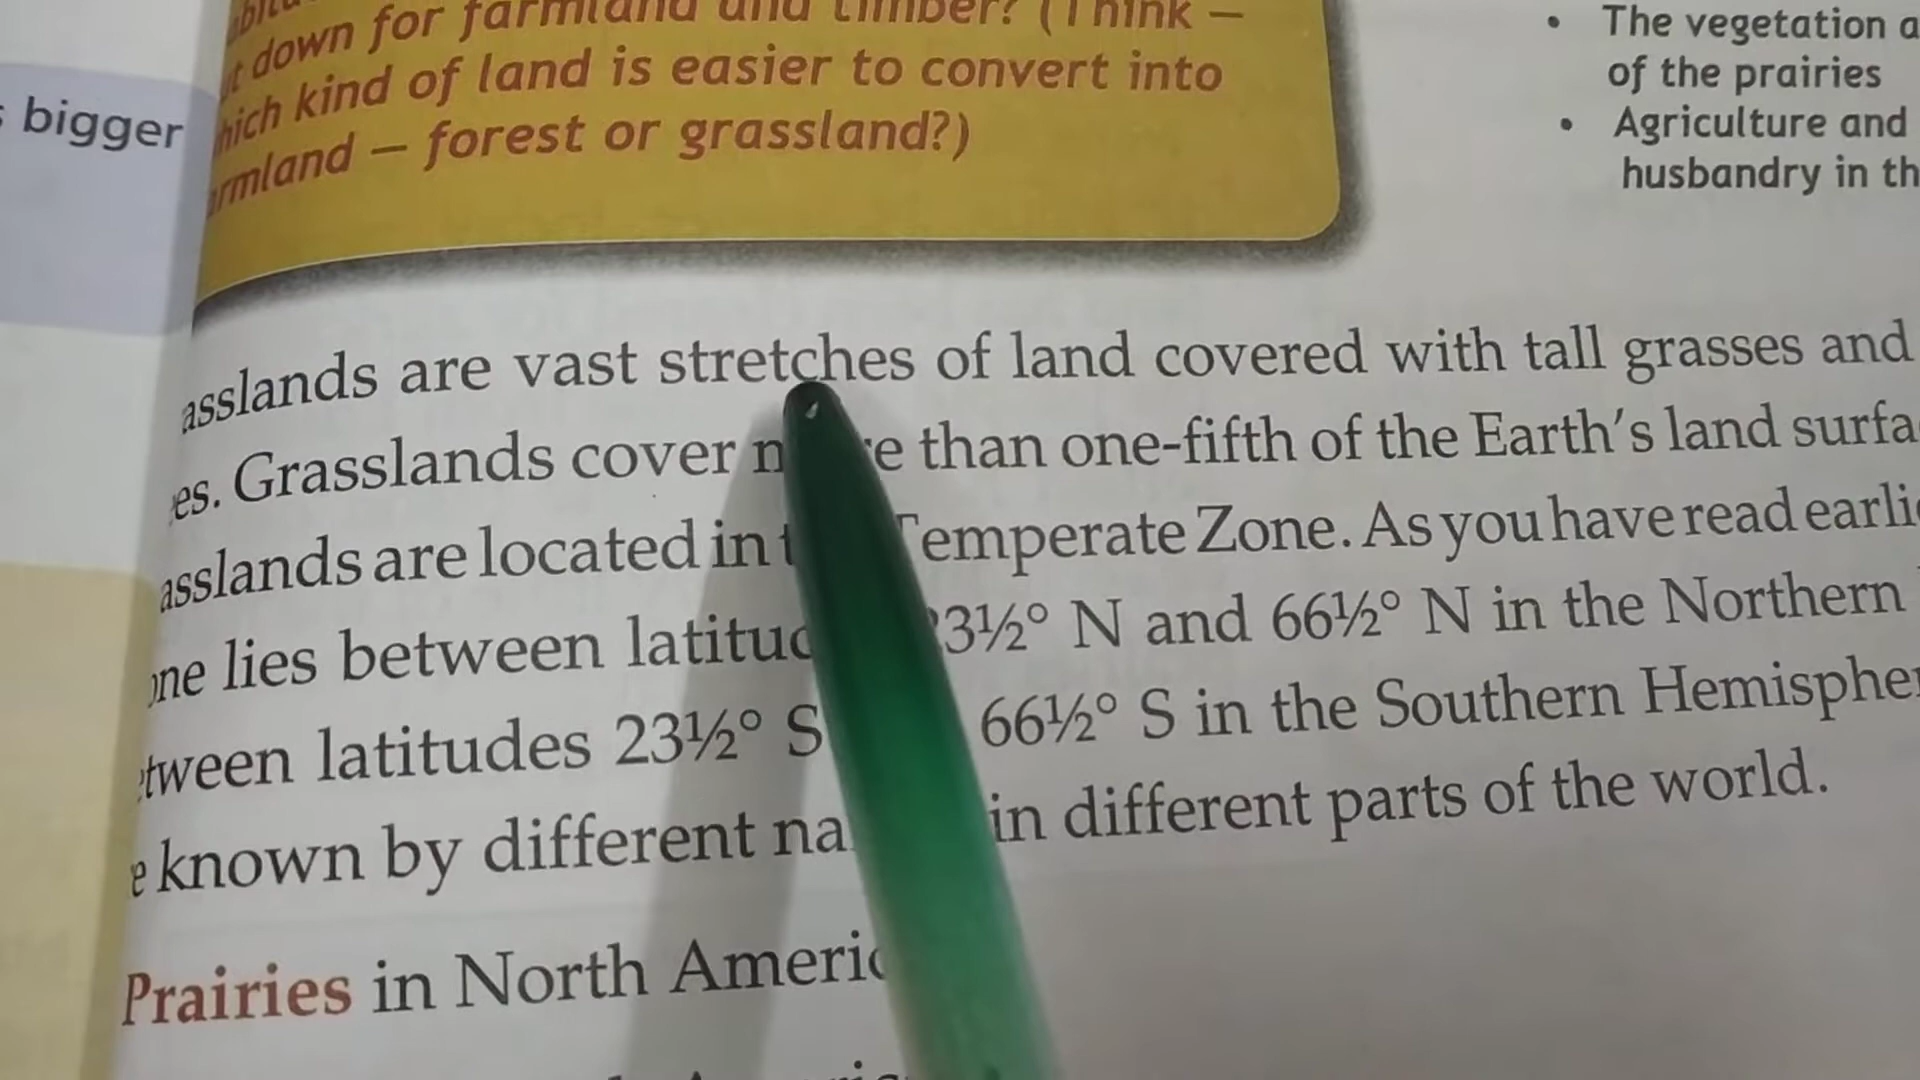 down for farmland and timber? (Think —
hich kind of land is easier to convert into
rmland — forest or grassland?)
bigger
• The vegetation a
of the prairies
• Agriculture and
husbandry in th
asslands are vast stretches of land covered with tall grasses and
es. Grasslands cover than one-fifth of the Earth's land surfa
asslands are located in Temperate Zone. As you have read earli
ne lies between latitud 3½° N and 66½° N in the Northern
tween latitudes 23½° S 66½° S in the Southern Hemispher
e known by different na in different parts of the world.
Prairies in North Americ